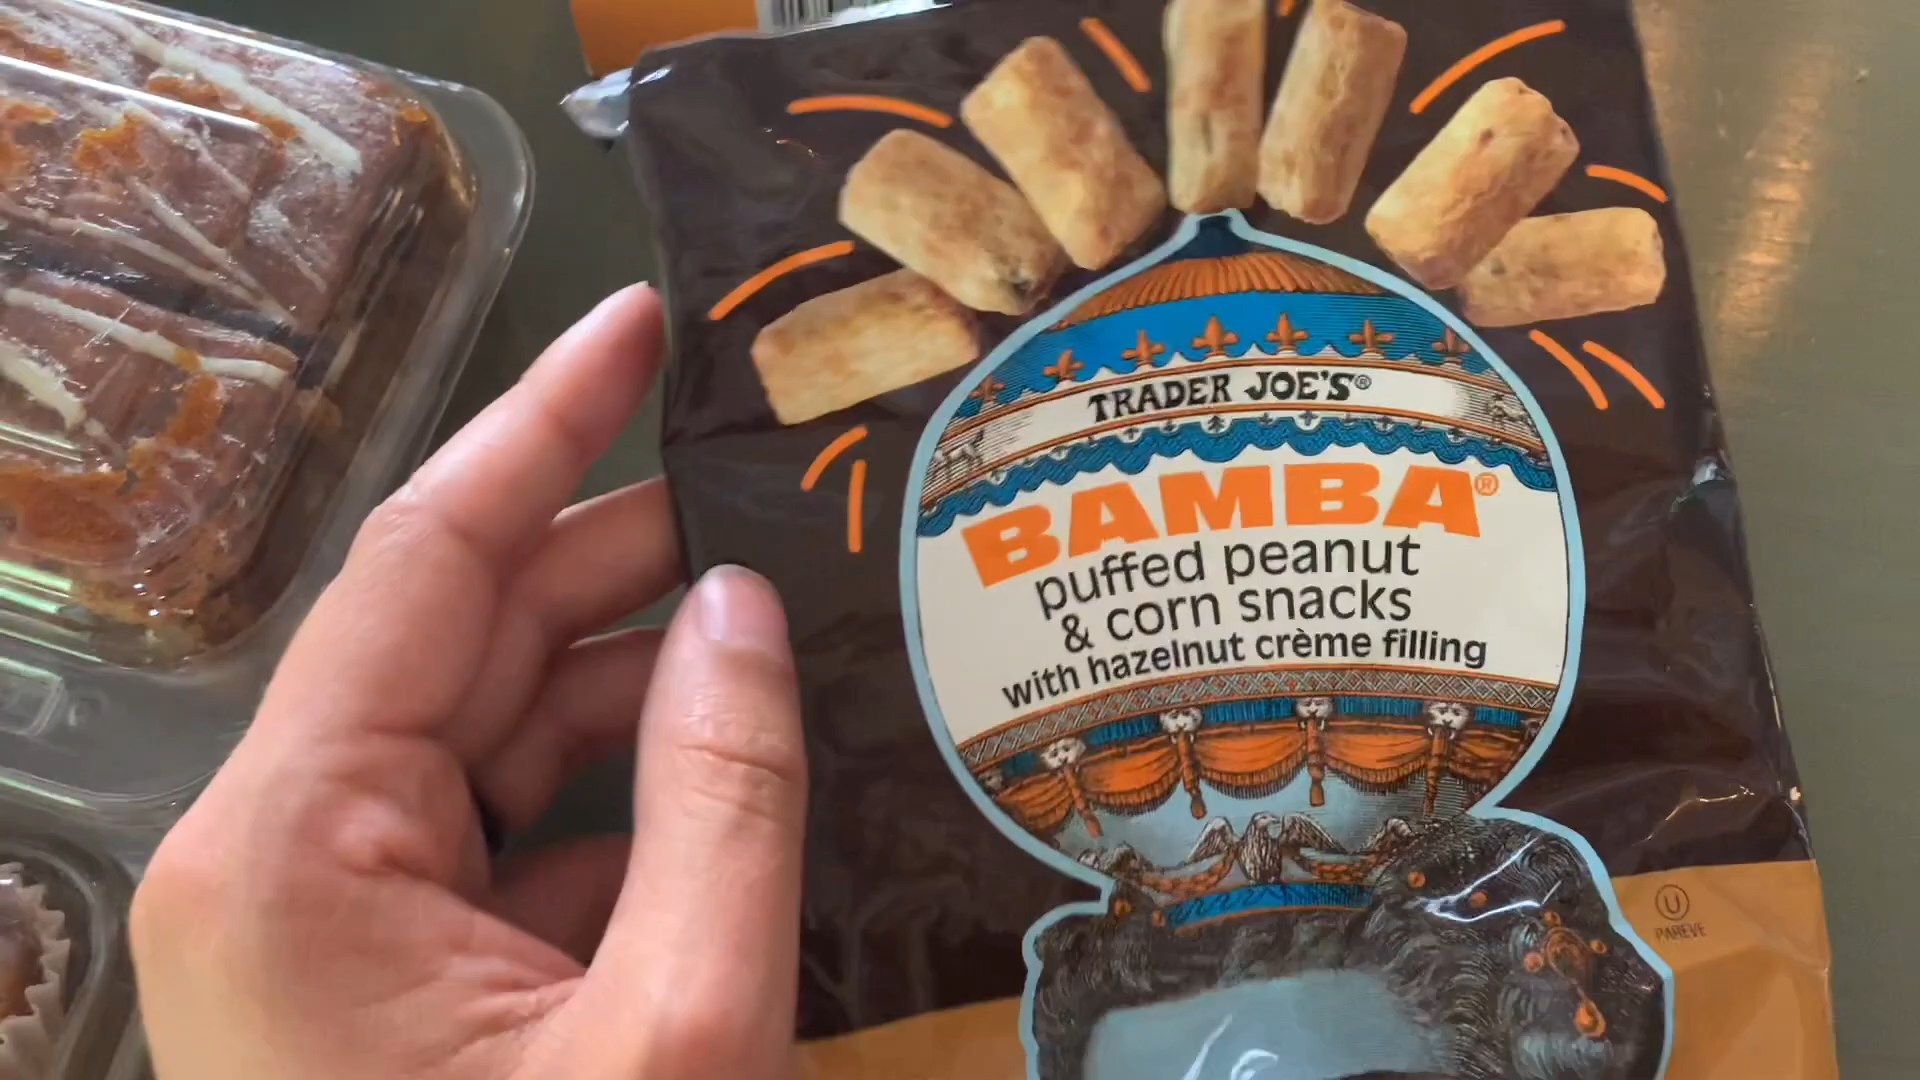 TRADER JOE'S®
BAMBA®
puffed peanut
& corn snacks
with hazelnut crème filling
U
PAREVE